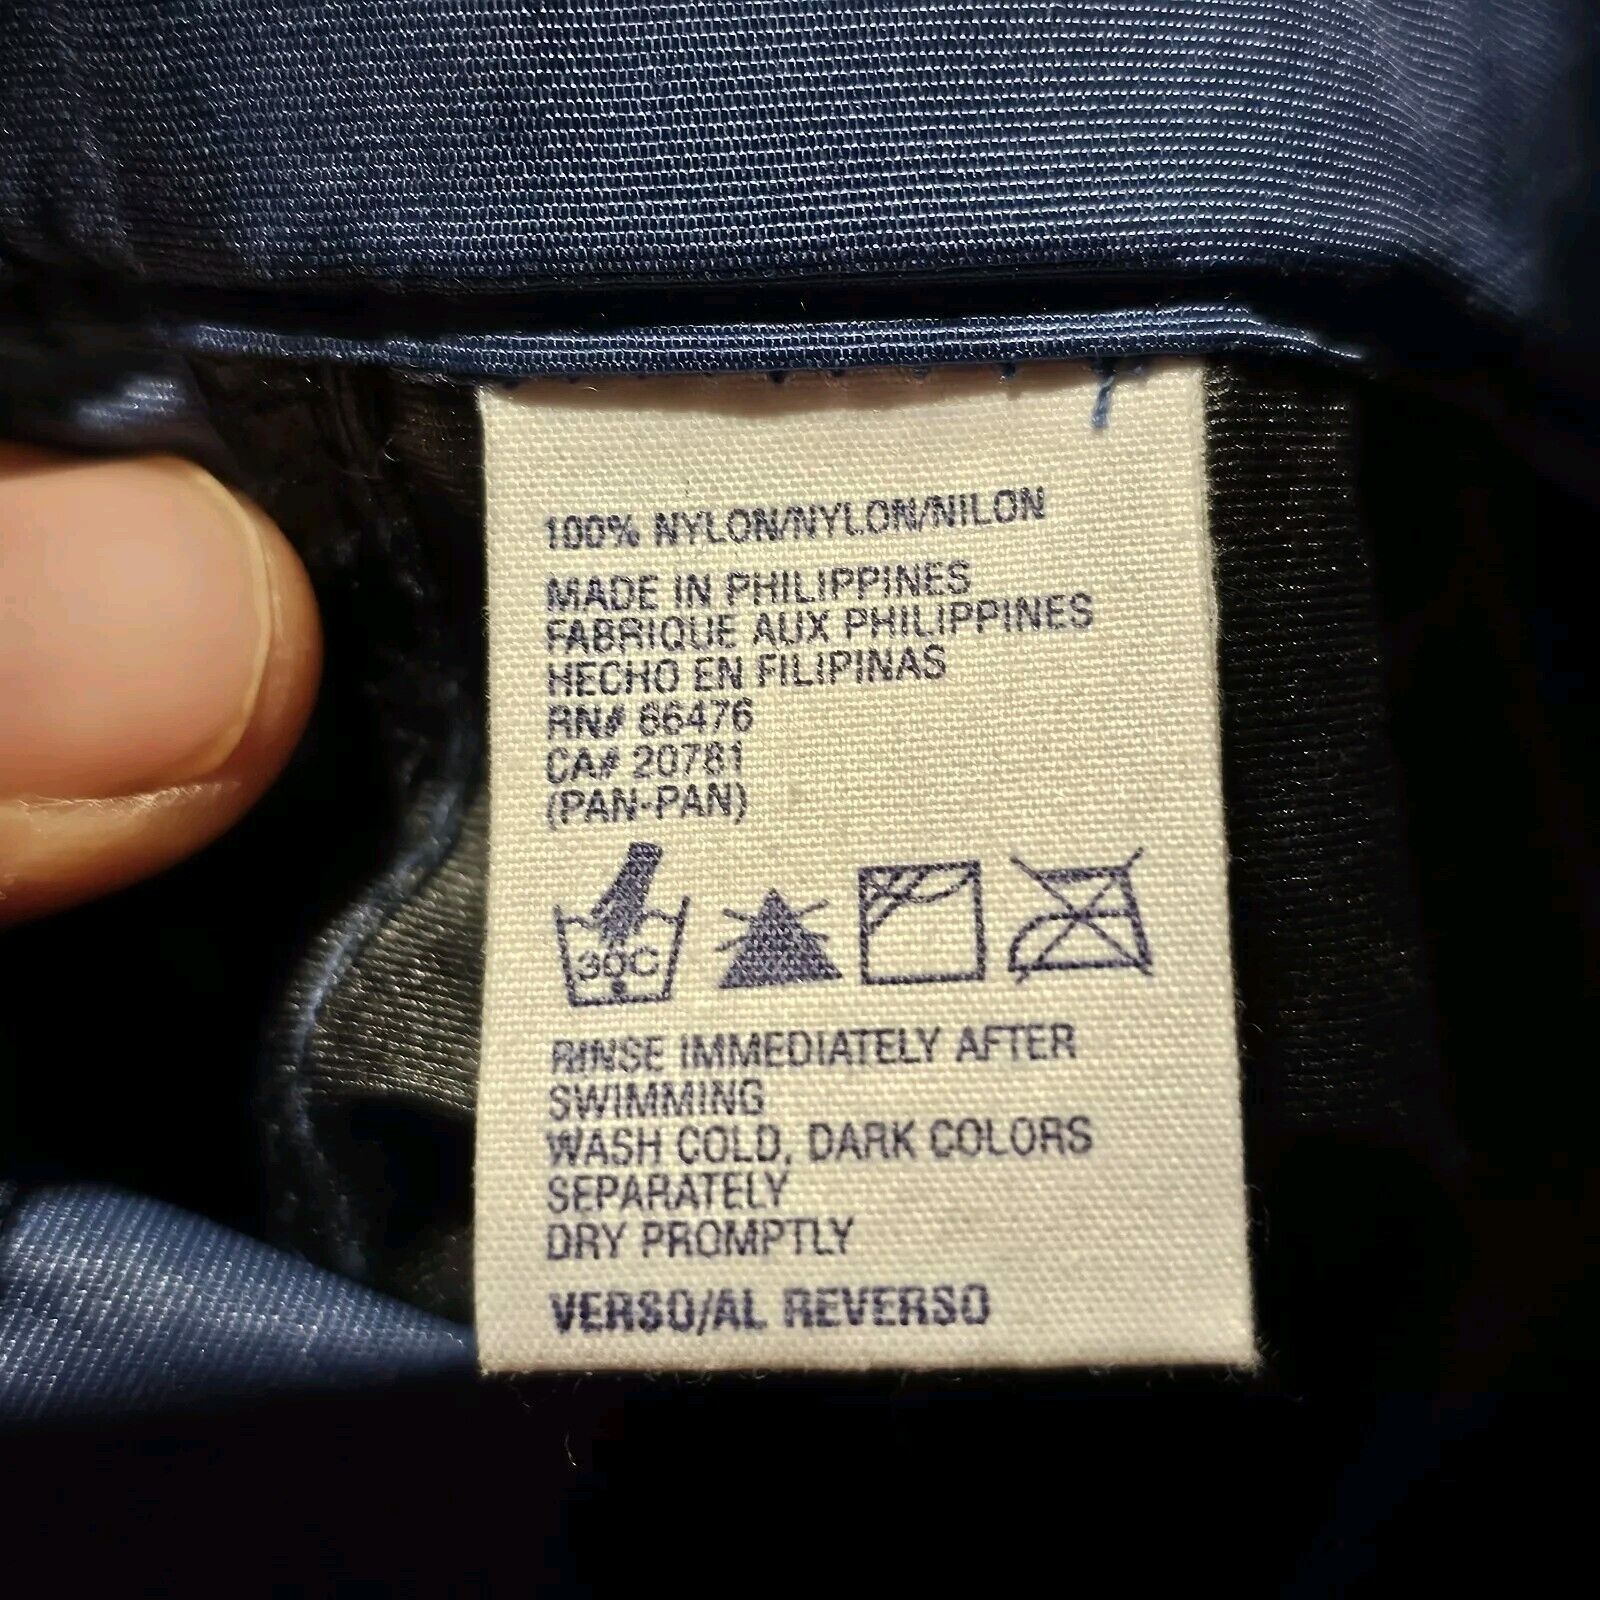 100% NYLON/NYLON/NILON
MADE IN PHILIPPINES
FABRIQUE AUX PHILIPPINES
HECHO EN FILIPINAS
RN# 66476
CA# 20781
(PAN-PAN)
30C
RINSE IMMEDIATELY AFTER
SWIMMING
WASH COLD, DARK COLORS
SEPARATELY
DRY PROMPTLY
VERSO/AL REVERSO